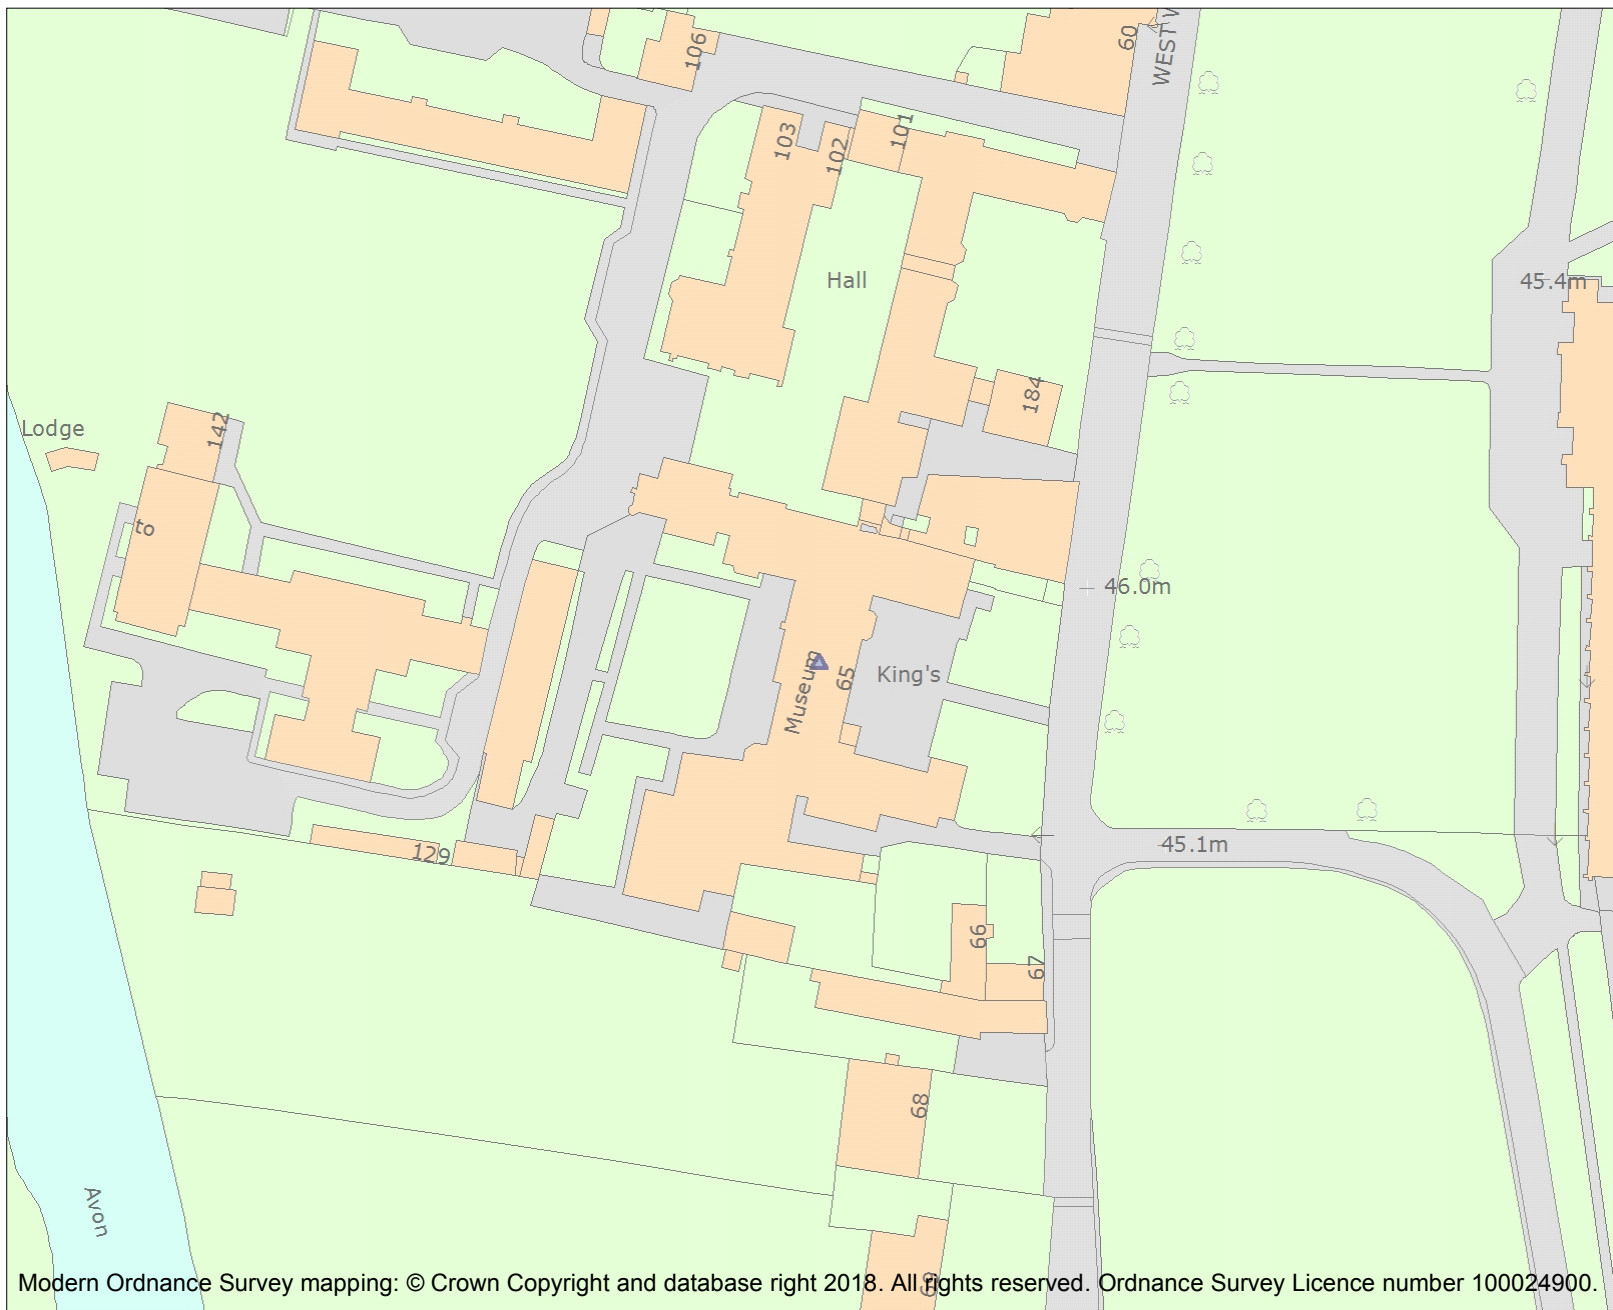 106
60
WEST
103
102
101
Hall
45.4m
Lodge
142
184
to
46.0m
Museum
65
King's
45.1m
129
66
67
68
Avon
69
Modern Ordnance Survey mapping: © Crown Copyright and database right 2018. All rights reserved. Ordnance Survey Licence number 100024900.